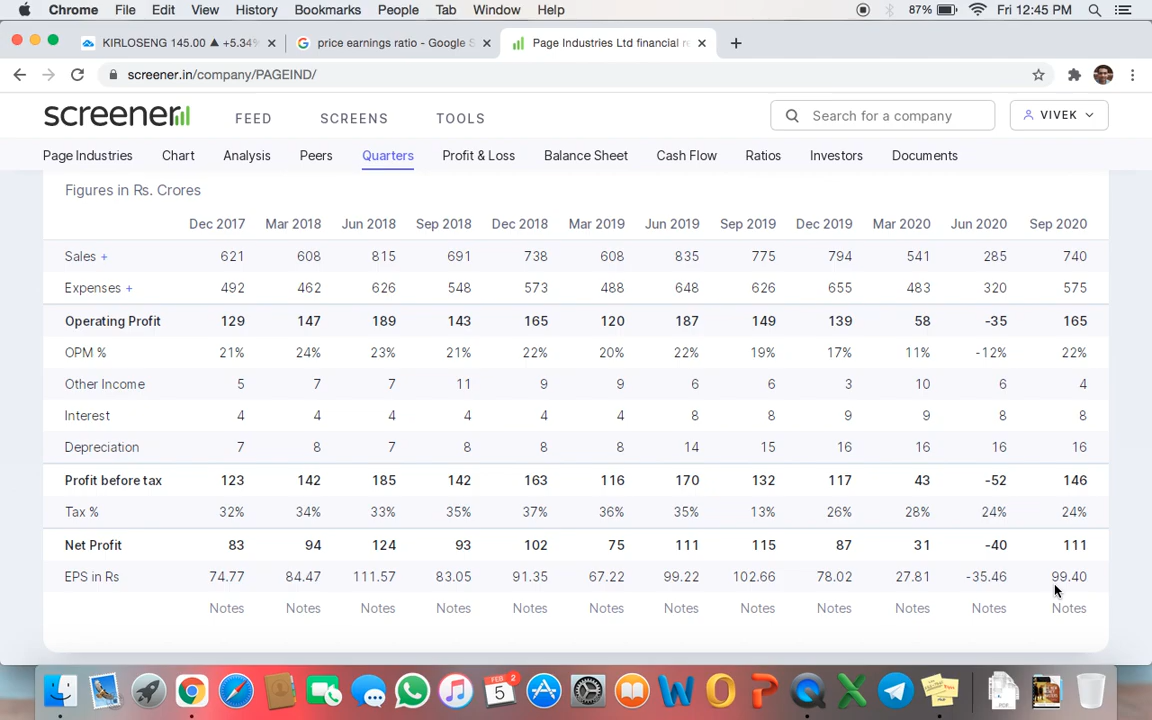 Chrome File Edit View History Bookmarks People Tab Window Help 87% Fri 12:45 PM
KIRLOSENG 145.00 ▲ +5.34% price earnings ratio - Google S Page Industries Ltd financial re
screener.in/company/PAGEIND/
screener FEED SCREENS TOOLS Search for a company VIVEK
Page Industries Chart Analysis Peers Quarters Profit & Loss Balance Sheet Cash Flow Ratios Investors Documents
Figures in Rs. Crores
Dec 2017 Mar 2018 Jun 2018 Sep 2018 Dec 2018 Mar 2019 Jun 2019 Sep 2019 Dec 2019 Mar 2020 Jun 2020 Sep 2020
Sales + 621 608 815 691 738 608 835 775 794 541 285 740
Expenses + 492 462 626 548 573 488 648 626 655 483 320 575
Operating Profit 129 147 189 143 165 120 187 149 139 58 -35 165
OPM % 21% 24% 23% 21% 22% 20% 22% 19% 17% 11% -12% 22%
Other Income 5 7 7 11 9 9 6 6 3 10 6 4
Interest 4 4 4 4 4 4 8 8 9 9 8 8
Depreciation 7 8 7 8 8 8 14 15 16 16 16 16
Profit before tax 123 142 185 142 163 116 170 132 117 43 -52 146
Tax % 32% 34% 33% 35% 37% 36% 35% 13% 26% 28% 24% 24%
Net Profit 83 94 124 93 102 75 111 115 87 31 -40 111
EPS in Rs 74.77 84.47 111.57 83.05 91.35 67.22 99.22 102.66 78.02 27.81 -35.46 99.40
Notes Notes Notes Notes Notes Notes Notes Notes Notes Notes Notes Notes
FEB 2
5